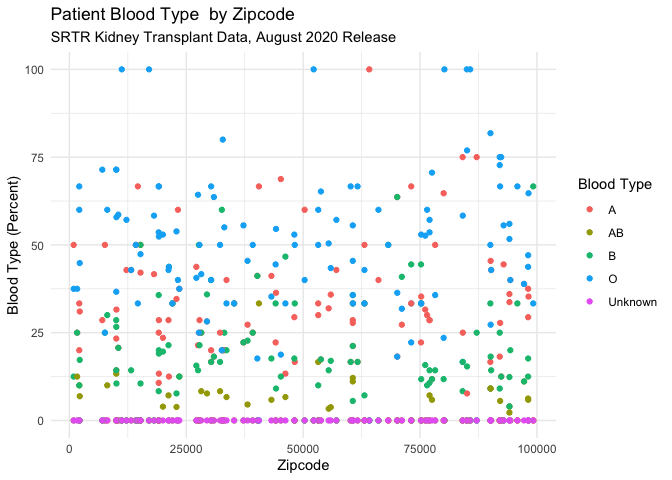 Patient Blood Type  by Zipcode
SRTR Kidney Transplant Data, August 2020 Release
Blood Type (Percent)
100
75
50
25
0
0
25000
50000
75000
100000
Zipcode
Blood Type
A
AB
B
O
Unknown